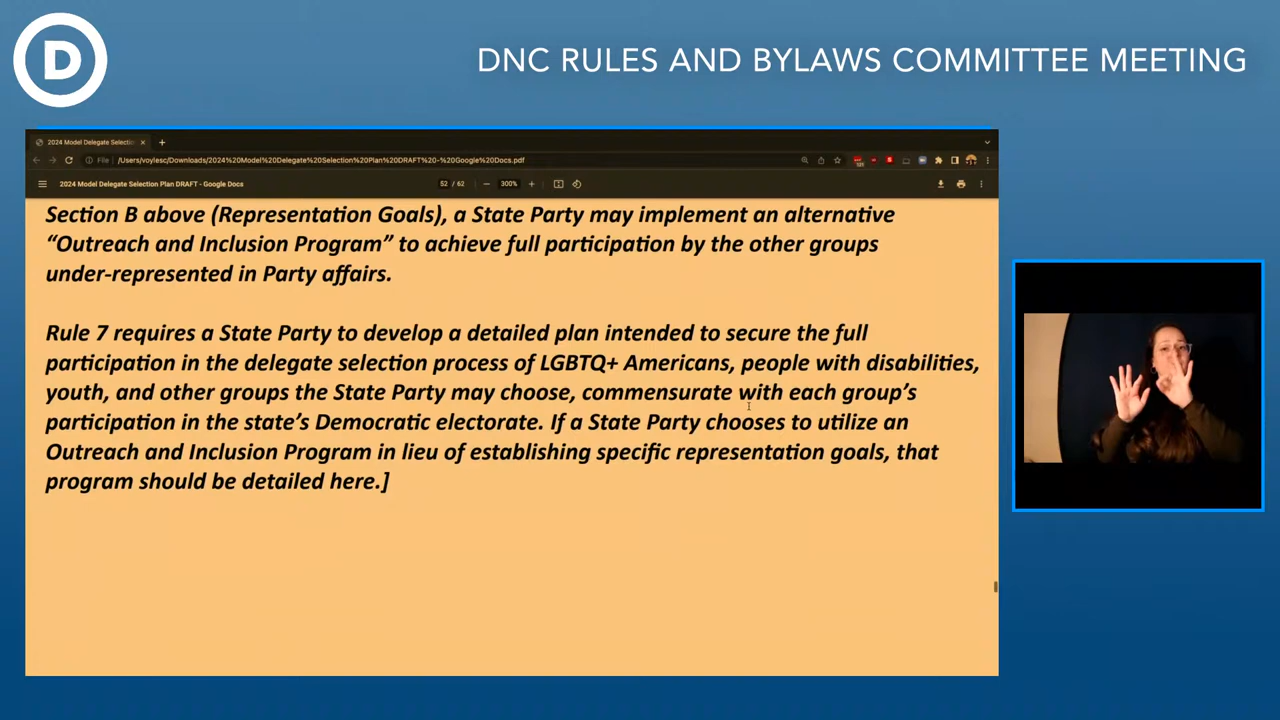 D
DNC RULES AND BYLAWS COMMITTEE MEETING
2024 Model Delegate Selectio
File
/Users/voylesc/Downloads/2024%20Model%20Delegate%20Selection%20Plan%20DRAFT%20-%20Google%20Docs.pdf
2024 Model Delegate Selection Plan DRAFT - Google Docs
52 / 62
300%
Section B above (Representation Goals), a State Party may implement an alternative
“Outreach and Inclusion Program” to achieve full participation by the other groups
under-represented in Party affairs.
Rule 7 requires a State Party to develop a detailed plan intended to secure the full
participation in the delegate selection process of LGBTQ+ Americans, people with disabilities,
youth, and other groups the State Party may choose, commensurate with each group’s
participation in the state’s Democratic electorate. If a State Party chooses to utilize an
Outreach and Inclusion Program in lieu of establishing specific representation goals, that
program should be detailed here.]